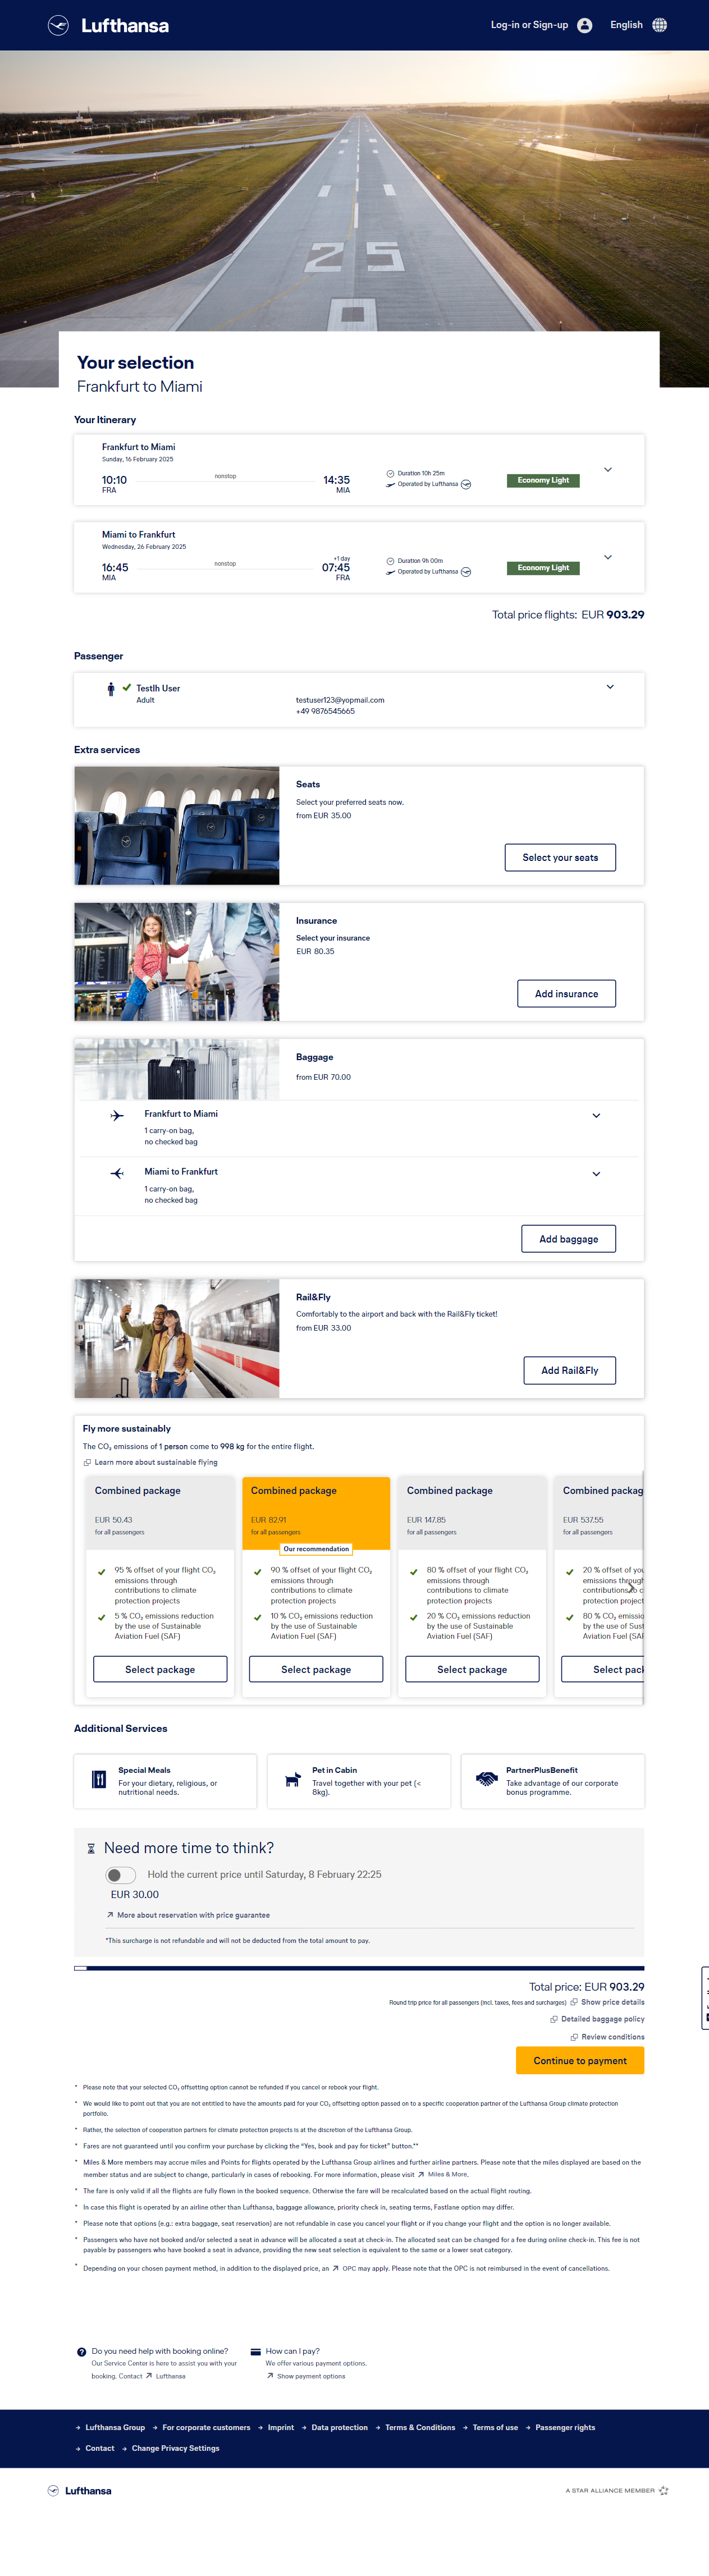 Lufthansa
Log-in or Sign-up
English
25
Your selection
Frankfurt to Miami
Your Itinerary
Frankfurt to Miami
Sunday, 16 February 2025
10:10
nonstop
14:35
FRA
MIA
Duration 10h 25m
Operated by Lufthansa
Economy Light
Miami to Frankfurt
Wednesday, 26 February 2025
+1 day
16:45
nonstop
07:45
MIA
FRA
Duration 9h 00m
Operated by Lufthansa
Economy Light
Total price flights: EUR 903.29
Passenger
Testlh User
Adult
testuser123@yopmail.com
+49 9876545665
Extra services
Seats
Select your preferred seats now.
from EUR 35.00
Select your seats
Insurance
Select your insurance
EUR 80.35
Add insurance
Baggage
from EUR 70.00
Frankfurt to Miami
1 carry-on bag,
no checked bag
Miami to Frankfurt
1 carry-on bag,
no checked bag
Add baggage
Rail&Fly
Comfortably to the airport and back with the Rail&Fly ticket!
from EUR 33.00
Add Rail&Fly
Fly more sustainably
The CO₂ emissions of 1 person come to 998 kg for the entire flight.
Learn more about sustainable flying
Combined package
EUR 50.43
for all passengers
95 % offset of your flight CO₂
emissions through
contributions to climate
protection projects
5 % CO₂ emissions reduction
by the use of Sustainable
Aviation Fuel (SAF)
Select package
Combined package
EUR 82.91
for all passengers
Our recommendation
90 % offset of your flight CO₂
emissions through
contributions to climate
protection projects
10 % CO₂ emissions reduction
by the use of Sustainable
Aviation Fuel (SAF)
Select package
Combined package
EUR 147.85
for all passengers
80 % offset of your flight CO₂
emissions through
contributions to climate
protection projects
20 % CO₂ emissions reduction
by the use of Sustainable
Aviation Fuel (SAF)
Select package
Combined packag
EUR 537.55
for all passengers
20 % offset of you
emissions through
contributions
protection project
80 % CO₂ emissio
by the use of Sust
Aviation Fuel (SAF
Select pack
Additional Services
Special Meals
For your dietary, religious, or
nutritional needs.
Pet in Cabin
Travel together with your pet (<
8kg).
PartnerPlusBenefit
Take advantage of our corporate
bonus programme.
Need more time to think?
Hold the current price until Saturday, 8 February 22:25
EUR 30.00
More about reservation with price guarantee
*This surcharge is not refundable and will not be deducted from the total amount to pay.
Total price: EUR 903.29
Round trip price for all passengers (incl. taxes, fees and surcharges) Show price details
Detailed baggage policy
Review conditions
Continue to payment
* Please note that your selected CO₂ offsetting option cannot be refunded if you cancel or rebook your flight.
* We would like to point out that you are not entitled to have the amounts paid for your CO₂ offsetting option passed on to a specific cooperation partner of the Lufthansa Group climate protection
portfolio.
* Rather, the selection of cooperation partners for climate protection projects is at the discretion of the Lufthansa Group.
* Fares are not guaranteed until you confirm your purchase by clicking the "Yes, book and pay for ticket" button.**
* Miles & More members may accrue miles and Points for flights operated by the Lufthansa Group airlines and further airline partners. Please note that the miles displayed are based on the
member status and are subject to change, particularly in cases of rebooking. For more information, please visit Miles & More.
* The fare is only valid if all the flights are fully flown in the booked sequence. Otherwise the fare will be recalculated based on the actual flight routing.
* In case this flight is operated by an airline other than Lufthansa, baggage allowance, priority check in, seating terms, Fastlane option may differ.
* Please note that options (e.g.: extra baggage, seat reservation) are not refundable in case you cancel your flight or if you change your flight and the option is no longer available.
* Passengers who have not booked and/or selected a seat in advance will be allocated a seat at check-in. The allocated seat can be changed for a fee during online check-in. This fee is not
payable by passengers who have booked a seat in advance, providing the new seat selection is equivalent to the same or a lower seat category.
* Depending on your chosen payment method, in addition to the displayed price, an OPC may apply. Please note that the OPC is not reimbursed in the event of cancellations.
Do you need help with booking online?
Our Service Center is here to assist you with your
booking. Contact Lufthansa
How can I pay?
We offer various payment options.
Show payment options
Lufthansa Group
For corporate customers
Imprint
Data protection
Terms & Conditions
Terms of use
Passenger rights
Contact
Change Privacy Settings
Lufthansa
A STAR ALLIANCE MEMBER